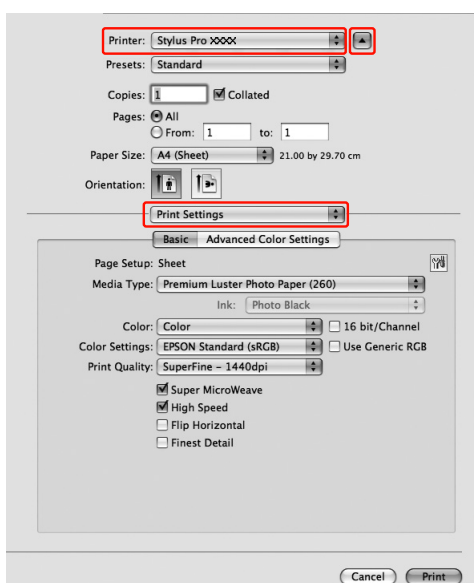 Printer: Stylus Pro XXXX
Presets: Standard
Copies: 1 Collated
Pages: All
From: 1 to: 1
Paper Size: A4 (Sheet) 21.00 by 29.70 cm
Orientation:
Print Settings
Basic Advanced Color Settings
Page Setup: Sheet
Media Type: Premium Luster Photo Paper (260)
Ink: Photo Black
Color: Color 16 bit/Channel
Color Settings: EPSON Standard (sRGB) Use Generic RGB
Print Quality: SuperFine – 1440dpi
Super MicroWeave
High Speed
Flip Horizontal
Finest Detail
Cancel Print